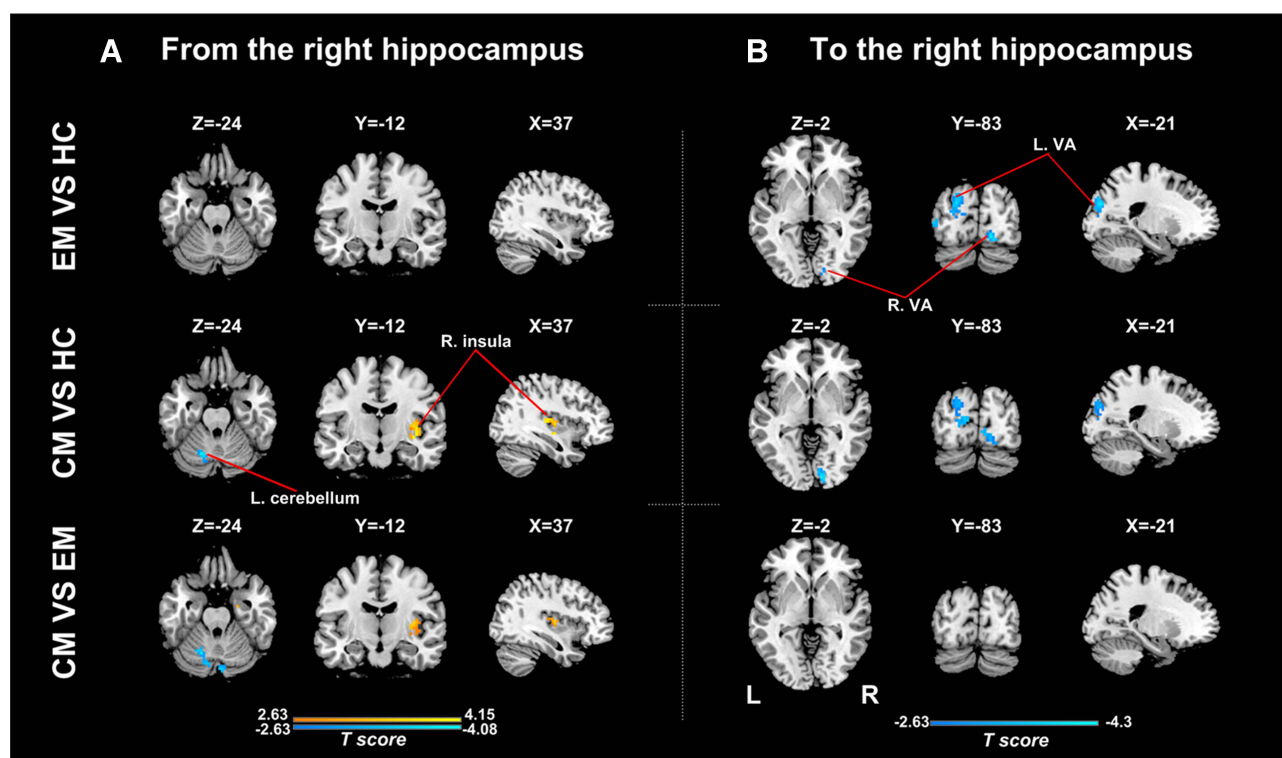 A From the right hippocampus
B To the right hippocampus
EM VS HC
Z=-24 Y=-12 X=37
Z=-2 Y=-83 X=-21
L. VA
R. VA
CM VS HC
Z=-24 Y=-12 X=37
Z=-2 Y=-83 X=-21
R. insula
L. cerebellum
CM VS EM
Z=-24 Y=-12 X=37
Z=-2 Y=-83 X=-21
L R
2.63 4.15
-2.63 -4.08
T score
-2.63 -4.3
T score